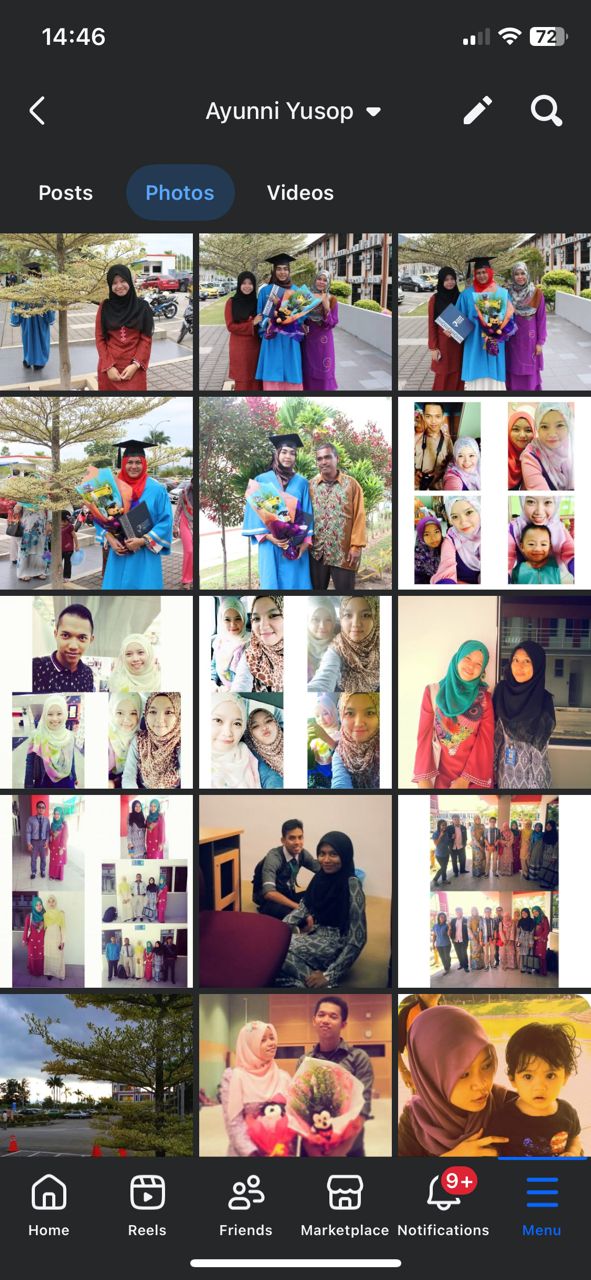 14:46
72
Ayunni Yusop
Posts
Photos
Videos
9+
Home
Reels
Friends
Marketplace
Notifications
Menu